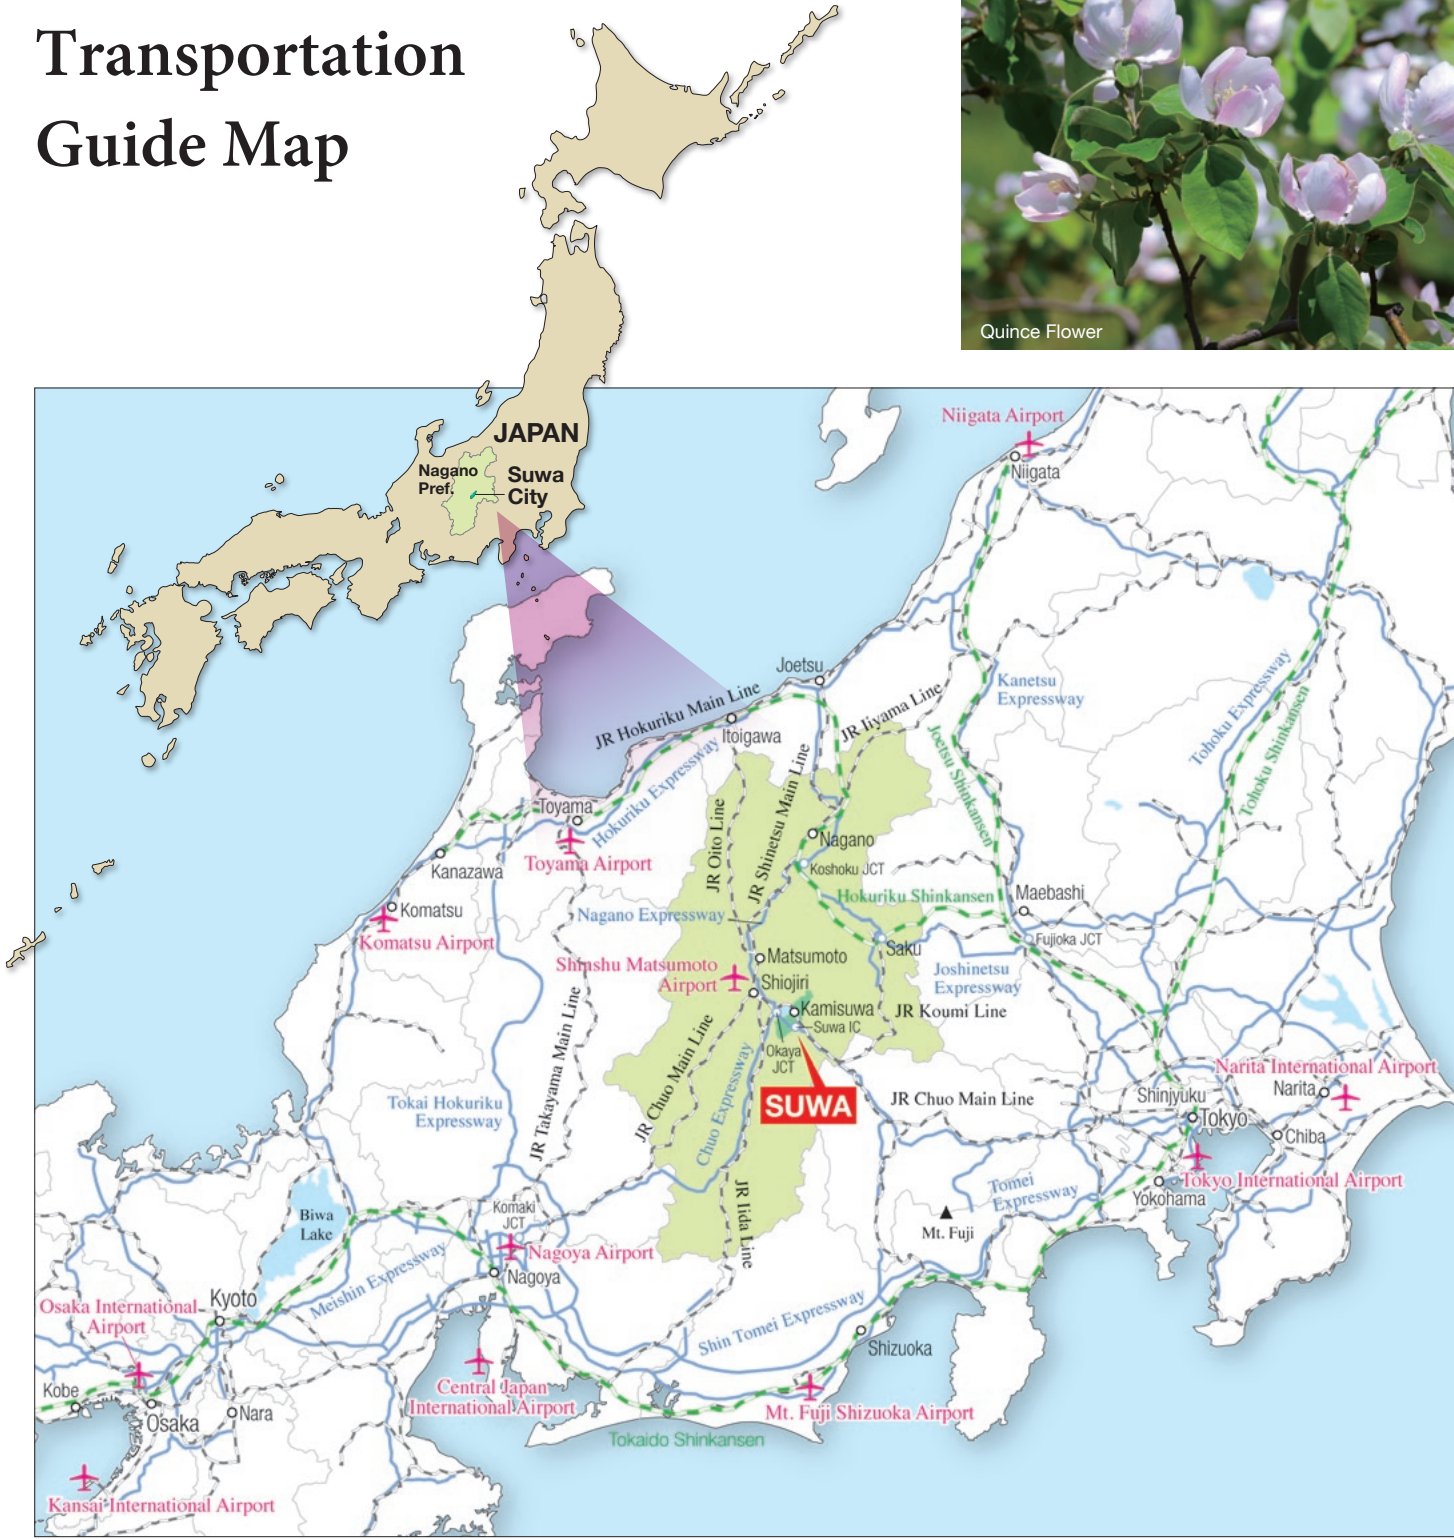 Transportation
Guide Map
Quince Flower
JAPAN
Nagano
Pref.
Suwa
City
Niigata Airport
Niigata
Joetsu
Kanetsu
Expressway
Tohoku Expressway
Tohoku Shinkansen
JR Hokuriku Main Line
Itoigawa
JR Iiyama Line
Joetsu Shinkansen
Hokuriku Expressway
JR Oito Line
JR Shinetsu Main Line
Toyama
Toyama Airport
Nagano
Koshoku JCT
Kanazawa
Hokuriku Shinkansen
Maebashi
Komatsu
Komatsu Airport
Nagano Expressway
Saku
Fujioka JCT
Matsumoto
Shinshu Matsumoto
Airport
Shiojiri
Joshinetsu
Expressway
Kamisuwa
Suwa IC
JR Koumi Line
Okaya
JCT
SUWA
JR Takayama Main Line
JR Chuo Main Line
Chuo Expressway
JR Chuo Main Line
Tokai Hokuriku
Expressway
Narita International Airport
Narita
Shinjyuku
Tokyo
Chiba
Tokyo International Airport
Yokohama
Tomei
Expressway
Mt. Fuji
JR Iida Line
Biwa
Lake
Komaki
JCT
Nagoya Airport
Nagoya
Meishin Expressway
Kyoto
Osaka International
Airport
Shin Tomei Expressway
Shizuoka
Kobe
Osaka
Nara
Central Japan
International Airport
Mt. Fuji Shizuoka Airport
Tokaido Shinkansen
Kansai International Airport